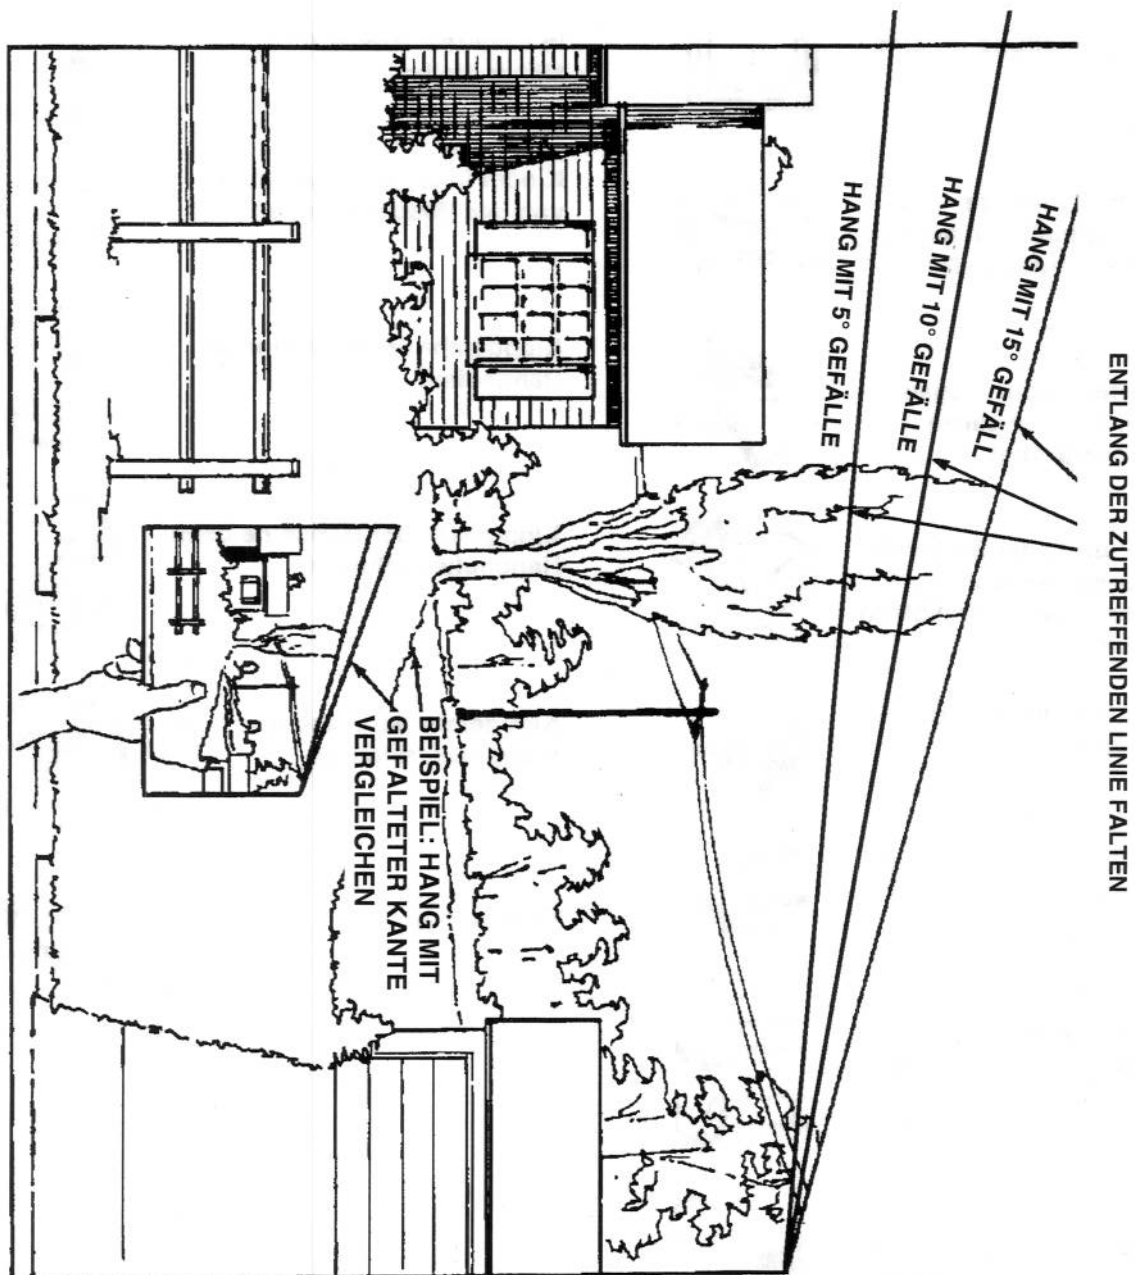 ENTLANG DER ZUTREFFENDEN LINIE FALTEN
HANG MIT 15° GEFÄLL
HANG MIT 10° GEFÄLLE
HANG MIT 5° GEFÄLLE
BEISPIEL: HANG MIT
GEFALTETER KANTE
VERGLEICHEN